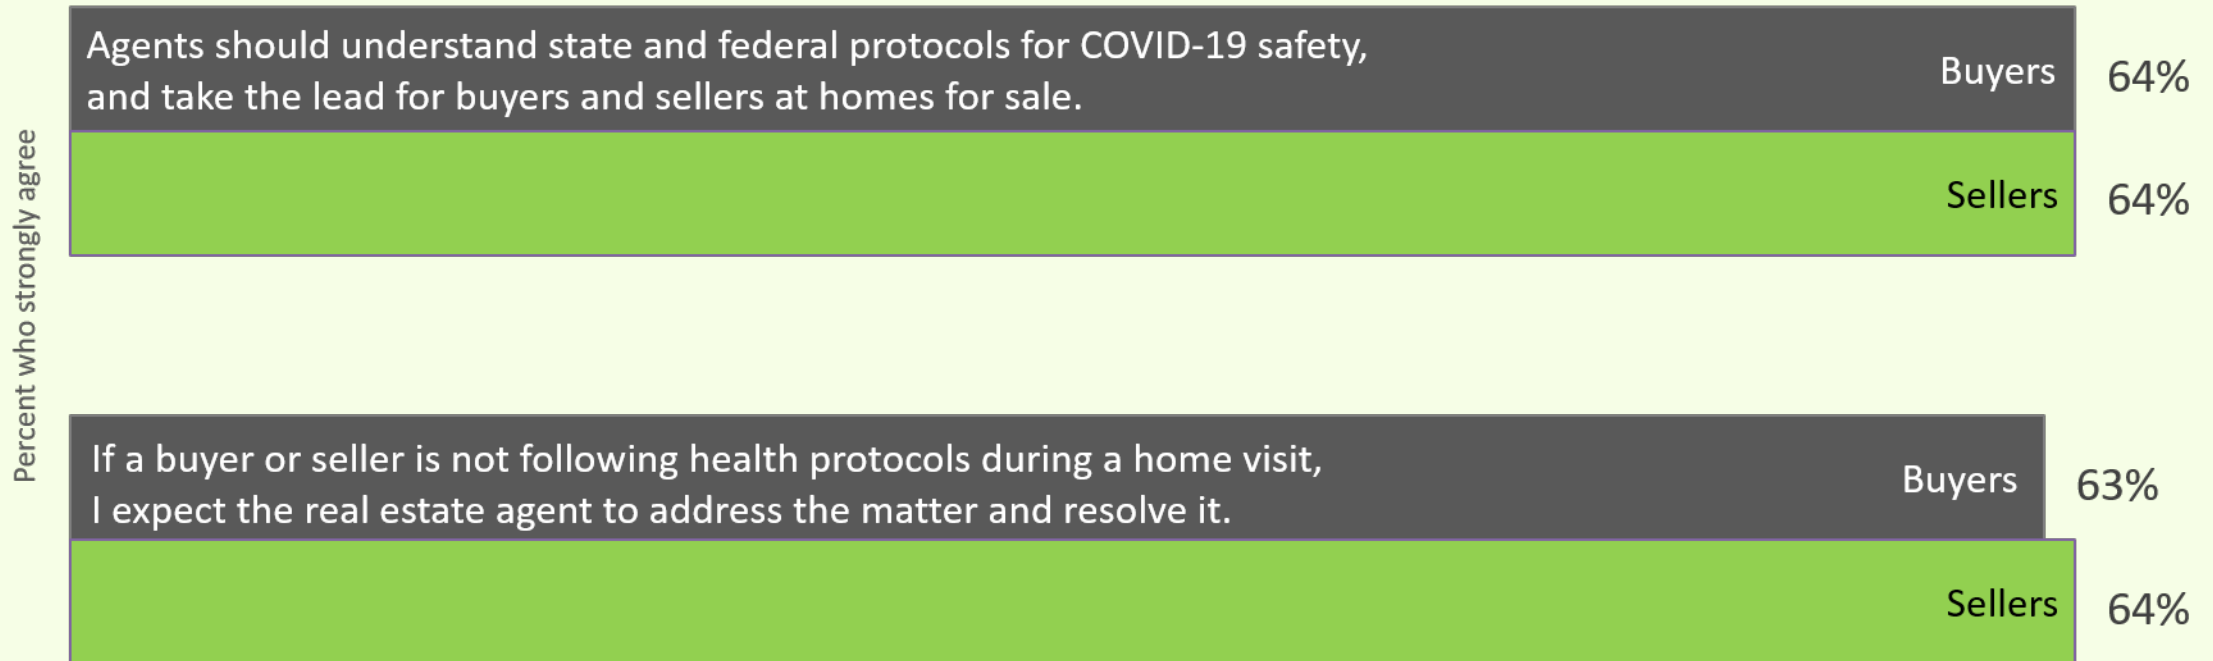 Percent who strongly agree
Agents should understand state and federal protocols for COVID-19 safety,
and take the lead for buyers and sellers at homes for sale.
Buyers 64%
Sellers 64%
If a buyer or seller is not following health protocols during a home visit,
I expect the real estate agent to address the matter and resolve it.
Buyers 63%
Sellers 64%